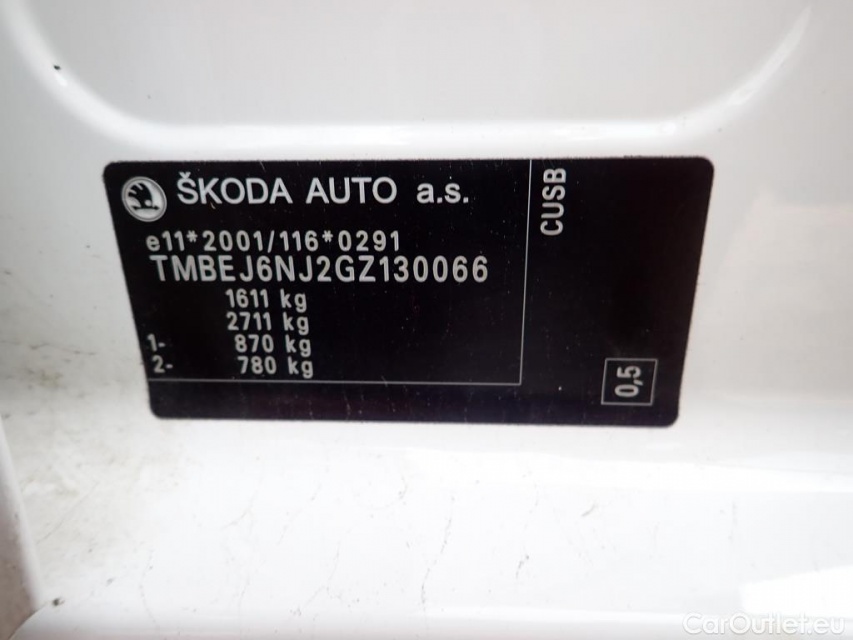 ŠKODA AUTO a.s.
e11*2001/116*0291
TMBEJ6NJ2GZ130066
1611 kg
2711 kg
1- 870 kg
2- 780 kg
CUSB
0,5
CarOutlet.eu